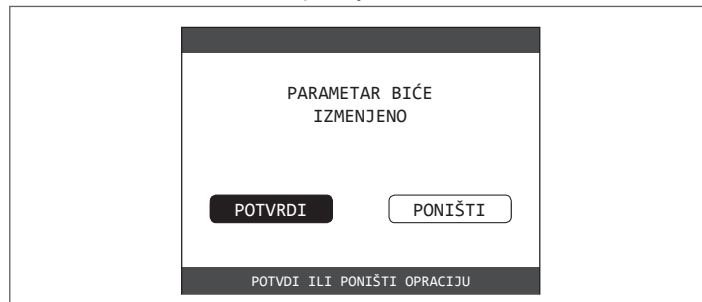 PARAMETAR BIĆE
IZMENJENO
POTVRDI PONIŠTI
POTVDI ILI PONIŠTI OPRACIJU